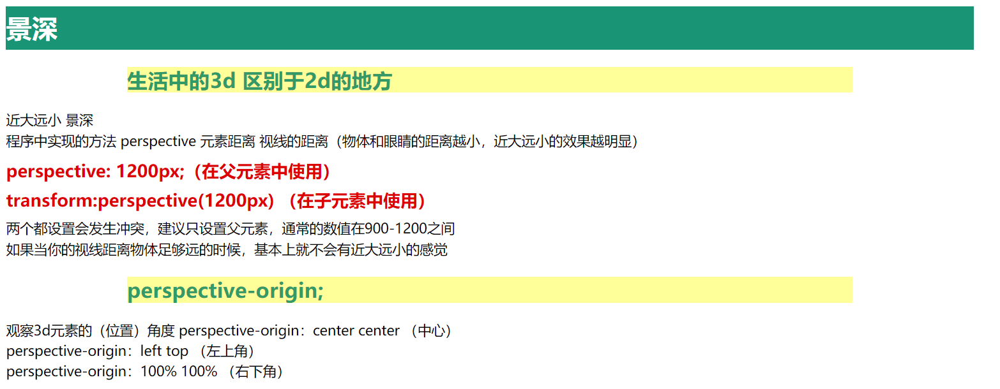 景深
生活中的3d 区别于2d的地方
近大远小 景深
程序中实现的方法 perspective 元素距离 视线的距离（物体和眼睛的距离越小，近大远小的效果越明显）
perspective: 1200px;（在父元素中使用）
transform:perspective(1200px) （在子元素中使用）
两个都设置会发生冲突，建议只设置父元素，通常的数值在900-1200之间
如果当你的视线距离物体足够远的时候，基本上就不会有近大远小的感觉
perspective-origin;
观察3d元素的（位置）角度 perspective-origin：center center （中心）
perspective-origin：left top （左上角）
perspective-origin：100% 100% （右下角）